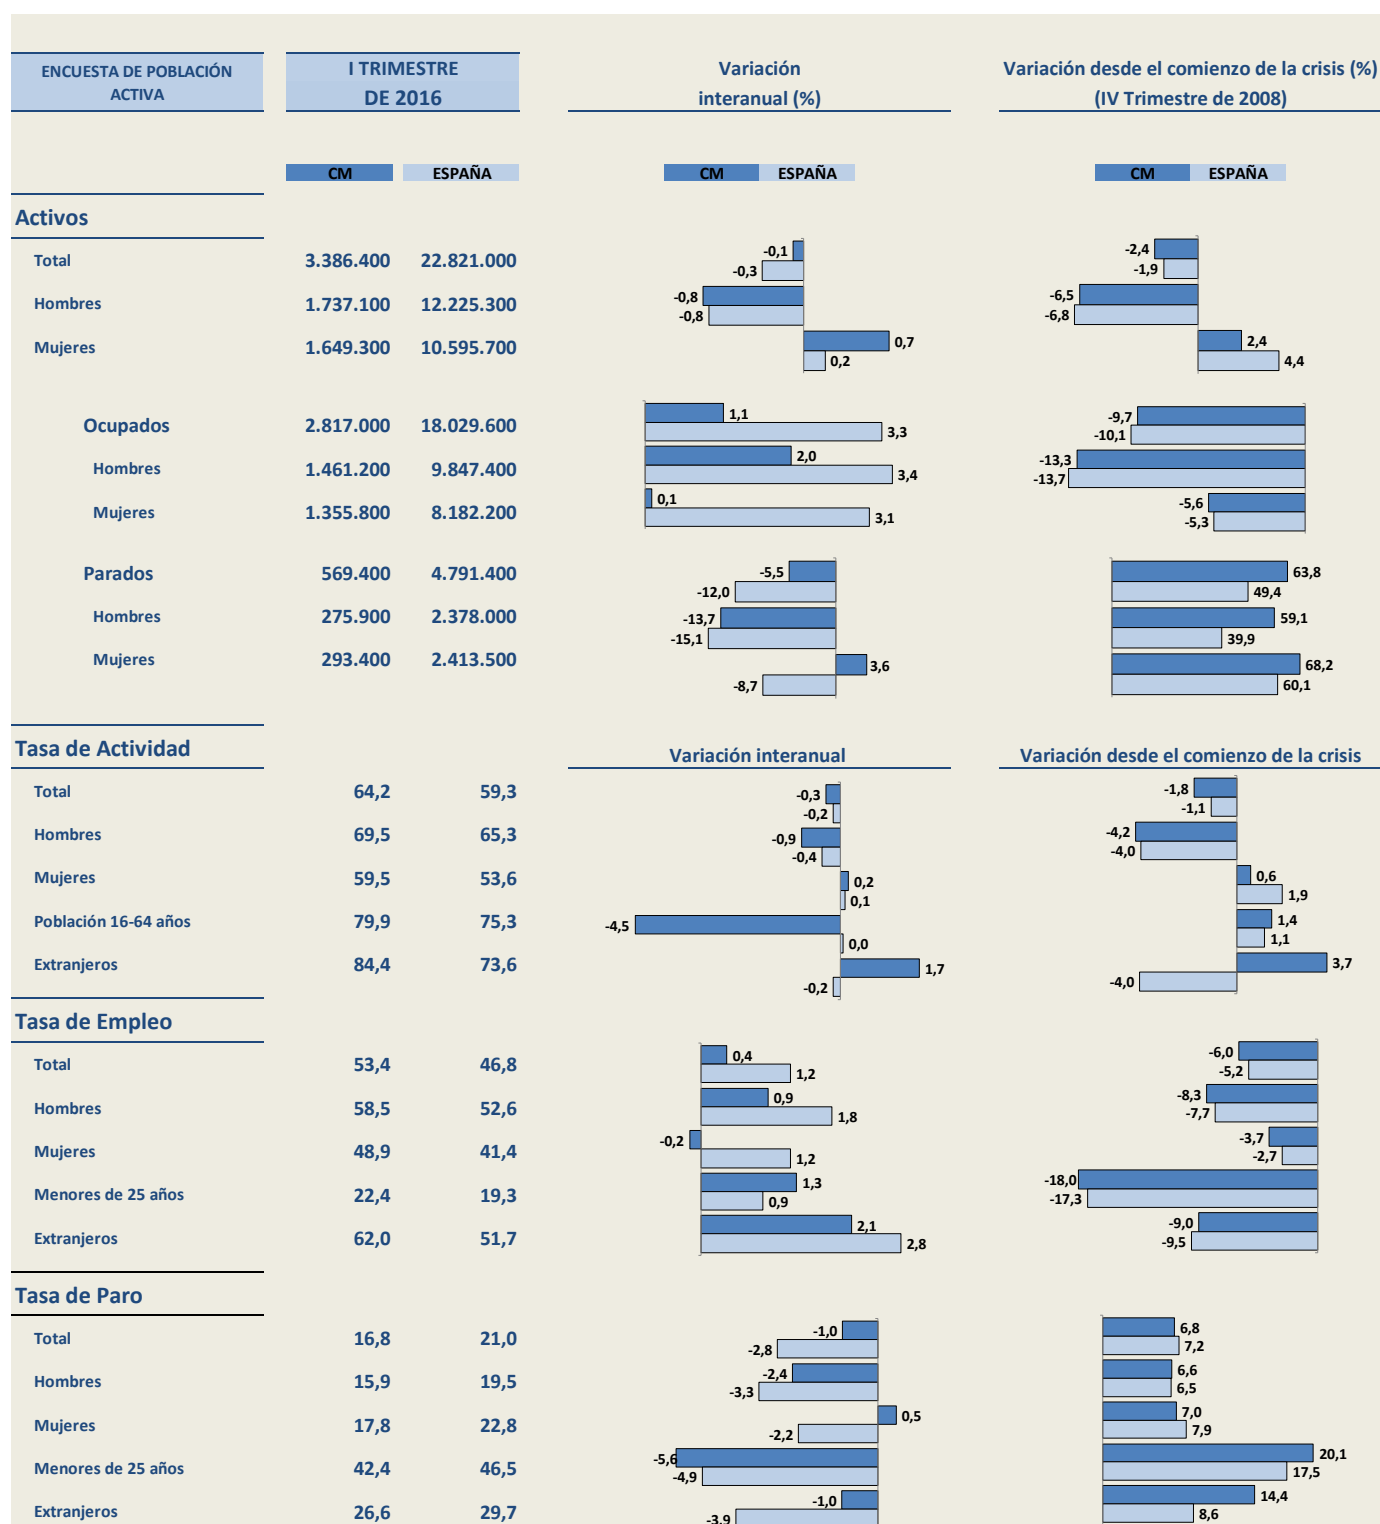 ENCUESTA DE POBLACIÓN ACTIVA
I TRIMESTRE DE 2016
Variación interanual (%)
Variación desde el comienzo de la crisis (%) (IV Trimestre de 2008)
CM ESPAÑA CM ESPAÑA CM ESPAÑA
Activos
Total 3.386.400 22.821.000 -0,1 -0,3 -2,4 -1,9
Hombres 1.737.100 12.225.300 -0,8 -0,8 -6,5 -6,8
Mujeres 1.649.300 10.595.700 0,7 0,2 2,4 4,4
Ocupados 2.817.000 18.029.600 1,1 3,3 -9,7 -10,1
Hombres 1.461.200 9.847.400 2,0 3,4 -13,3 -13,7
Mujeres 1.355.800 8.182.200 0,1 3,1 -5,6 -5,3
Parados 569.400 4.791.400 -5,5 -12,0 63,8 49,4
Hombres 275.900 2.378.000 -13,7 -15,1 59,1 39,9
Mujeres 293.400 2.413.500 3,6 -8,7 68,2 60,1
Tasa de Actividad
Variación interanual
Variación desde el comienzo de la crisis
Total 64,2 59,3 -0,3 -0,2 -1,8 -1,1
Hombres 69,5 65,3 -0,9 -0,4 -4,2 -4,0
Mujeres 59,5 53,6 0,2 0,1 0,6 1,9
Población 16-64 años 79,9 75,3 -4,5 0,0 1,4 1,1
Extranjeros 84,4 73,6 1,7 -0,2 3,7 -4,0
Tasa de Empleo
Total 53,4 46,8 0,4 1,2 -6,0 -5,2
Hombres 58,5 52,6 0,9 1,8 -8,3 -7,7
Mujeres 48,9 41,4 -0,2 1,2 -3,7 -2,7
Menores de 25 años 22,4 19,3 1,3 0,9 -18,0 -17,3
Extranjeros 62,0 51,7 2,1 2,8 -9,0 -9,5
Tasa de Paro
Total 16,8 21,0 -1,0 -2,8 6,8 7,2
Hombres 15,9 19,5 -2,4 -3,3 6,6 6,5
Mujeres 17,8 22,8 0,5 -2,2 7,0 7,9
Menores de 25 años 42,4 46,5 -5,6 -4,9 20,1 17,5
Extranjeros 26,6 29,7 -1,0 -3,9 14,4 8,6